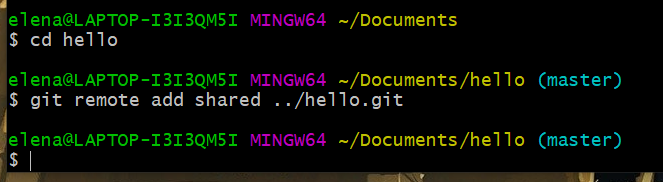 elena@LAPTOP-I3I3QM5I MINGW64 ~/Documents
$ cd hello
elena@LAPTOP-I3I3QM5I MINGW64 ~/Documents/hello (master)
$ git remote add shared ../hello.git
elena@LAPTOP-I3I3QM5I MINGW64 ~/Documents/hello (master)
$